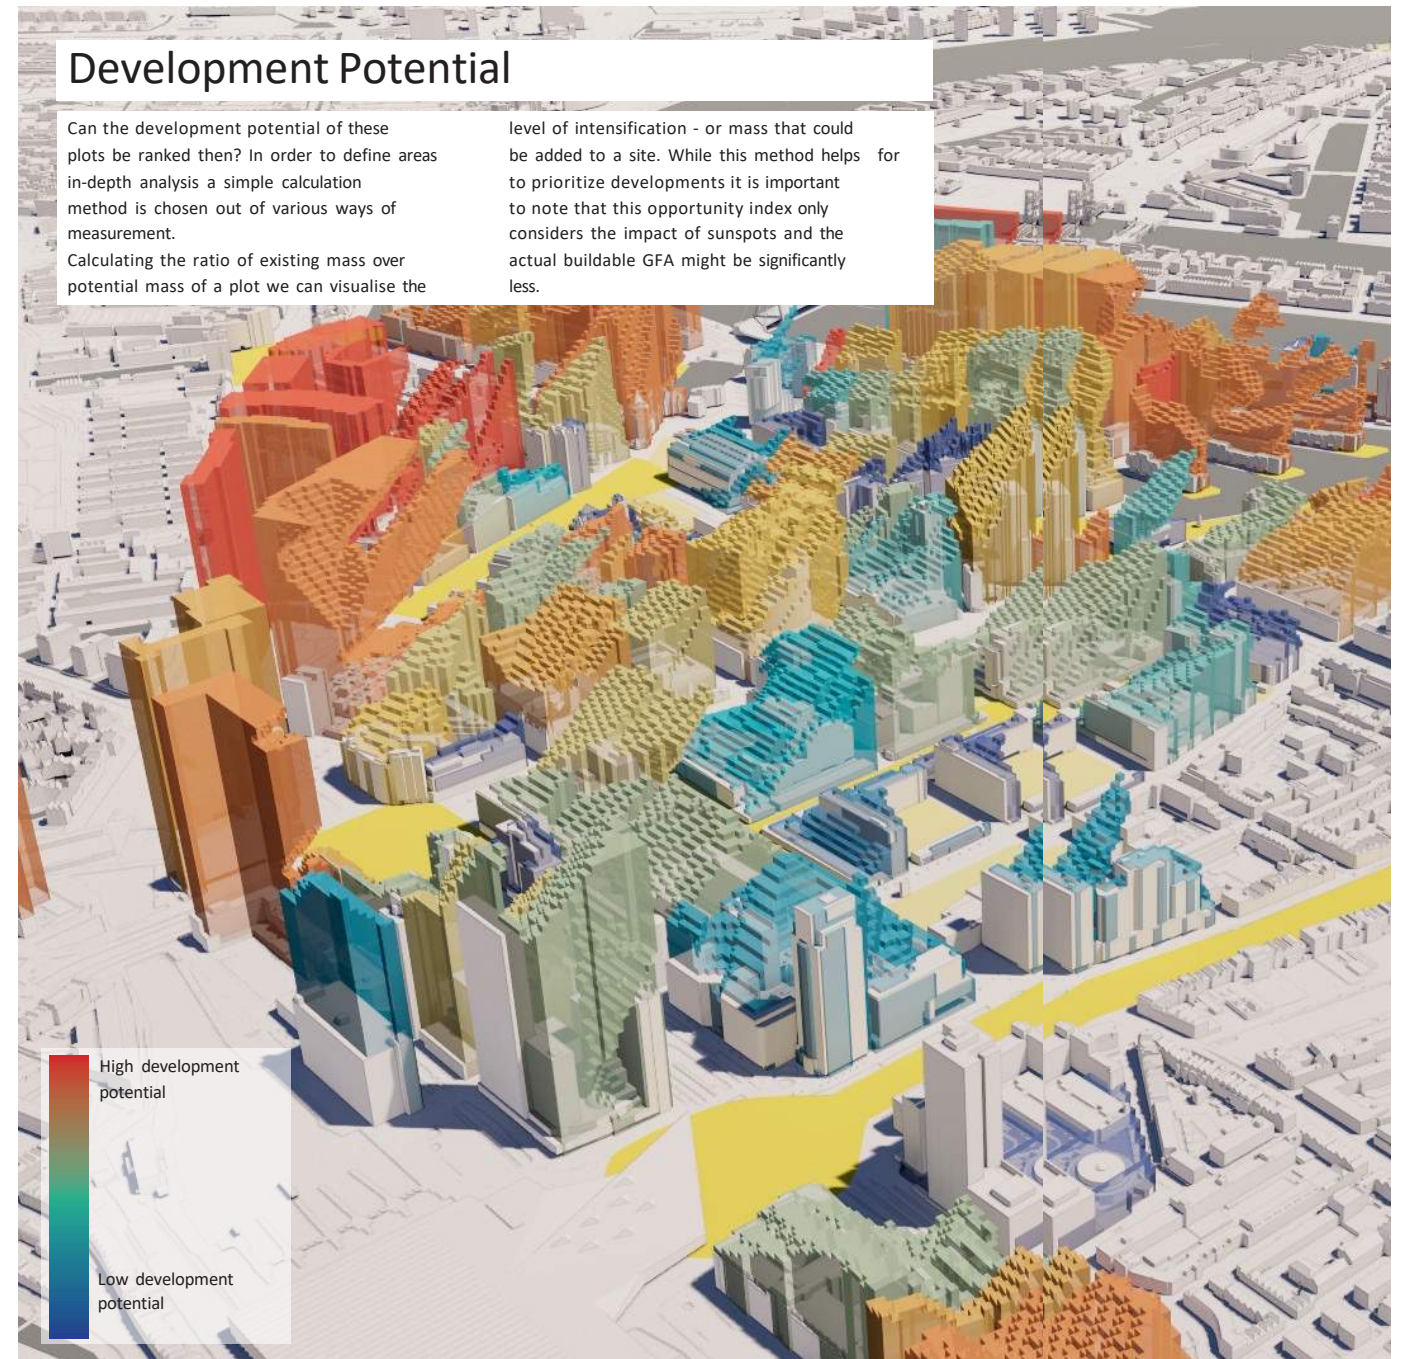 Development Potential
Can the development potential of these
plots be ranked then? In order to define areas
in-depth analysis a simple calculation
method is chosen out of various ways of
measurement.
Calculating the ratio of existing mass over
potential mass of a plot we can visualise the
level of intensification - or mass that could
be added to a site. While this method helps for
to prioritize developments it is important
to note that this opportunity index only
considers the impact of sunspots and the
actual buildable GFA might be significantly
less.
High development
potential
Low development
potential